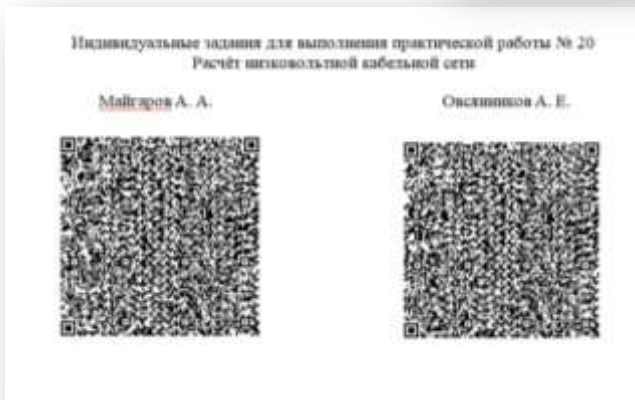 Индивидуальные задания для выполнения практической работы № 20
Расчёт низковольтной кабельной сети
Майгаров А. А.
Овсянников А. Е.